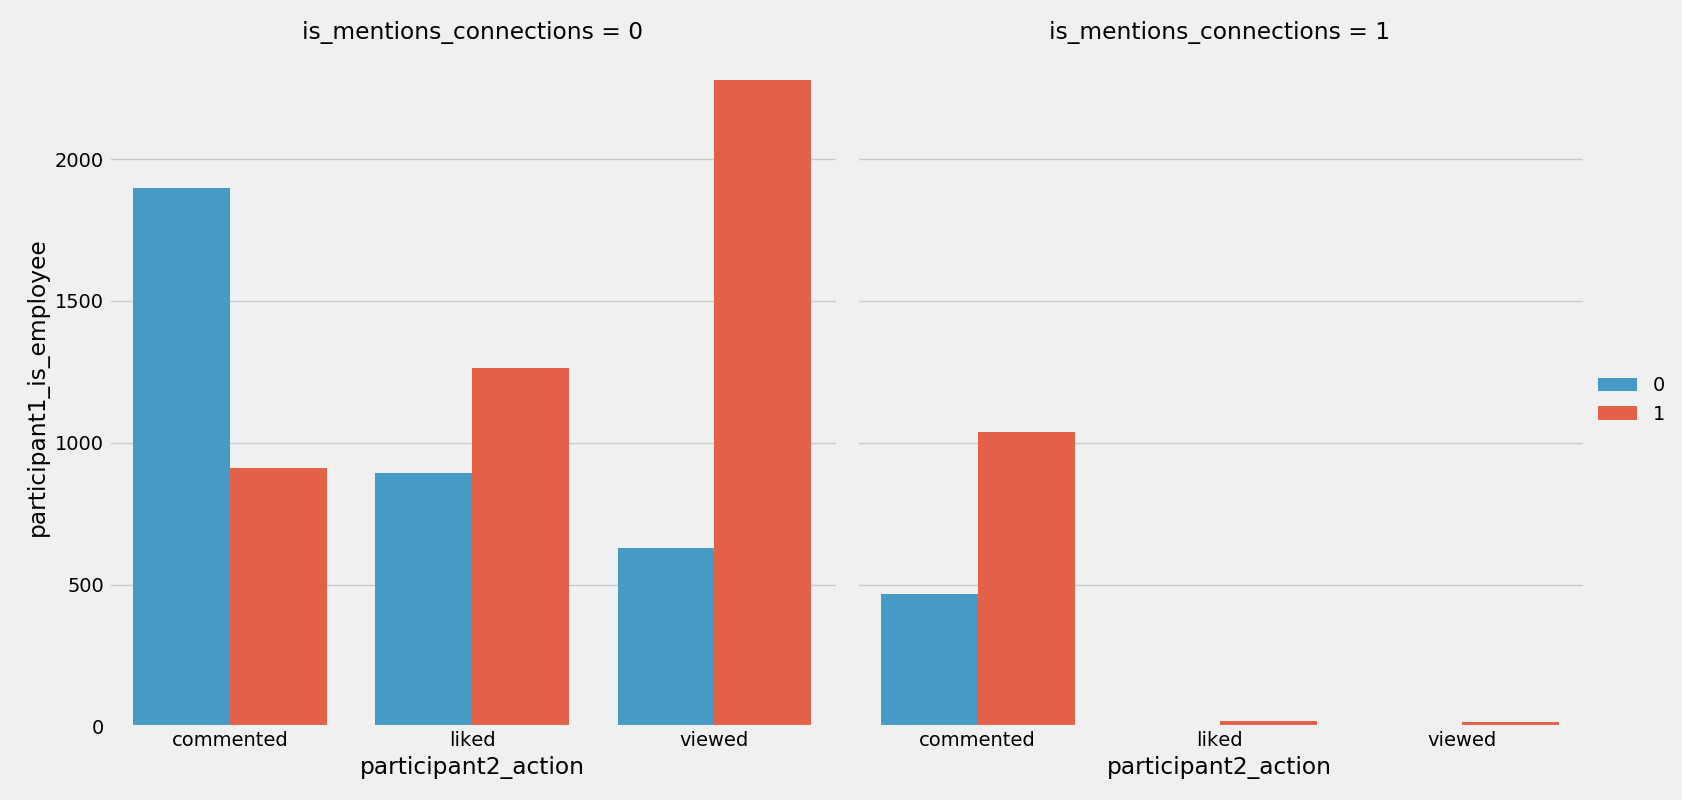 is_mentions_connections = 0
is_mentions_connections = 1
participant1_is_employee
2000
1500
1000
500
0
commented
liked
viewed
commented
liked
viewed
participant2_action
participant2_action
0
1